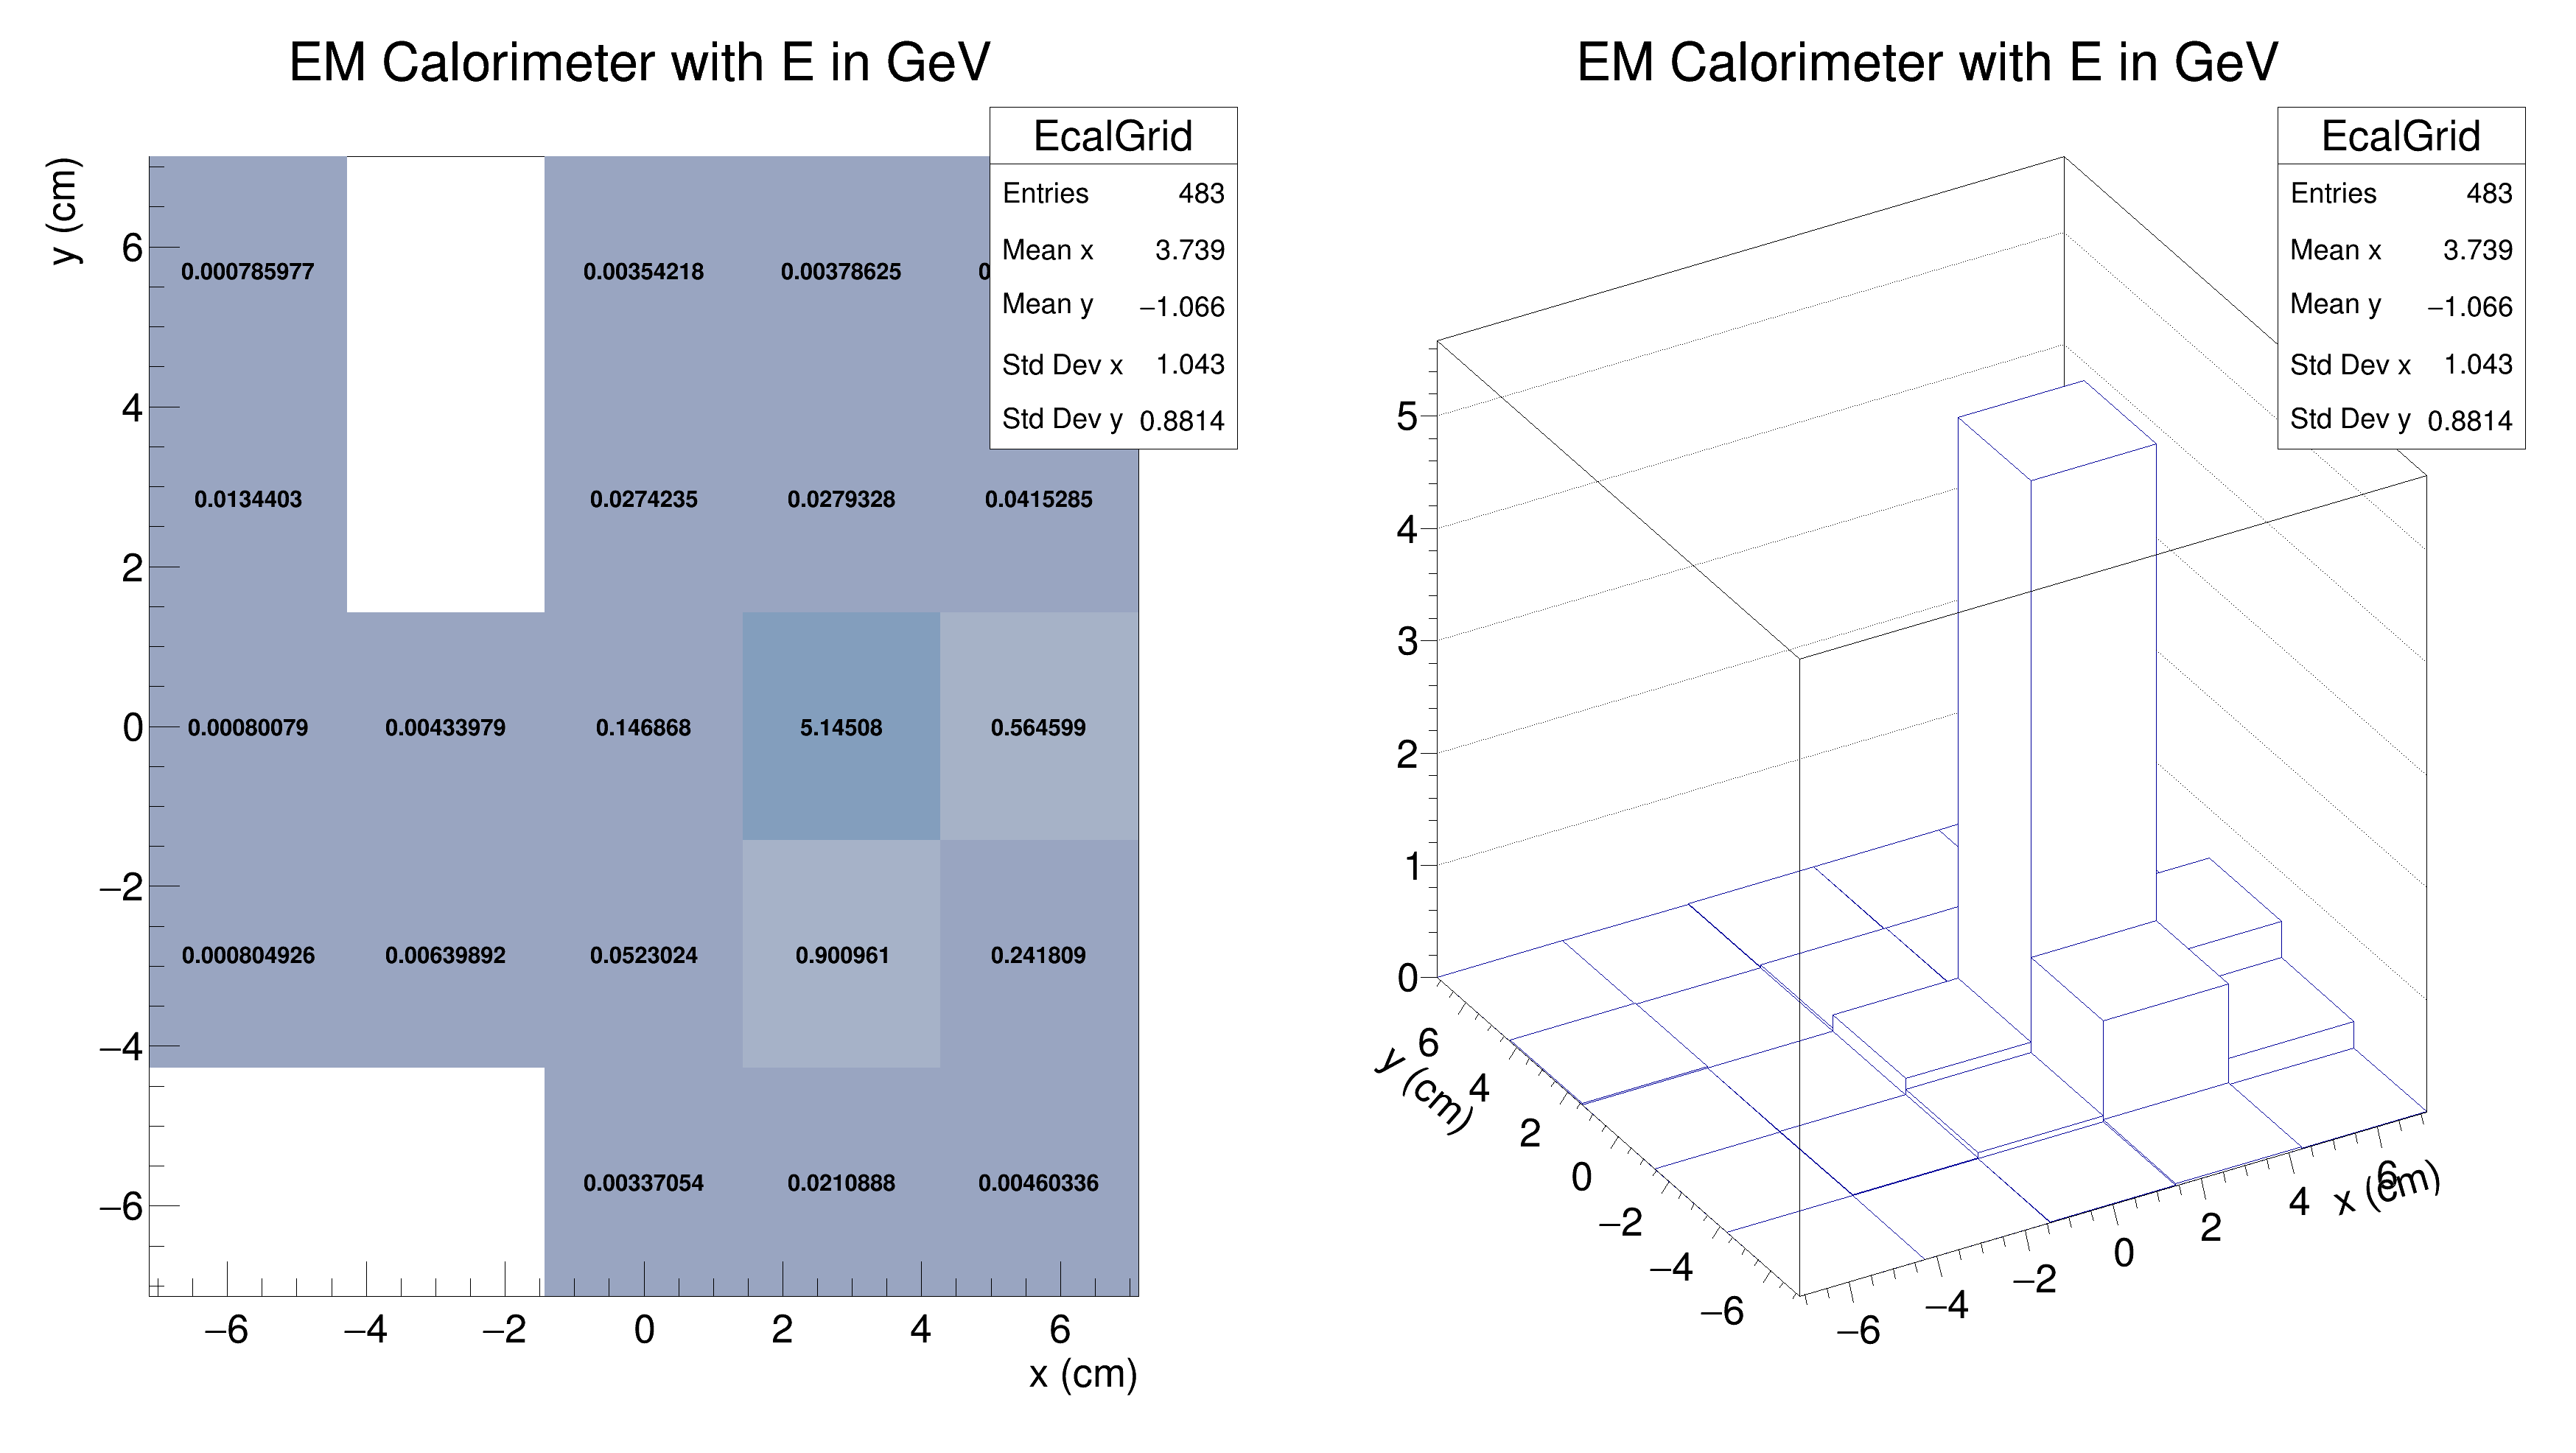 EM Calorimeter with E in GeV
EcalGrid
Entries 483
Mean x 3.739
Mean y −1.066
Std Dev x 1.043
Std Dev y 0.8814
y (cm)
6
4
2
0
−2
−4
−6
0.000785977 0.00354218 0.00378625
0.0134403 0.0274235 0.0279328 0.0415285
0.00080079 0.00433979 0.146868 5.14508 0.564599
0.000804926 0.00639892 0.0523024 0.900961 0.241809
0.00337054 0.0210888 0.00460336
−6 −4 −2 0 2 4 6
x (cm)
EM Calorimeter with E in GeV
EcalGrid
Entries 483
Mean x 3.739
Mean y −1.066
Std Dev x 1.043
Std Dev y 0.8814
5
4
3
2
1
0
y (cm)
6
4
2
0
−2
−4
−6
−6 −4 −2 0 2 4 6
x (cm)